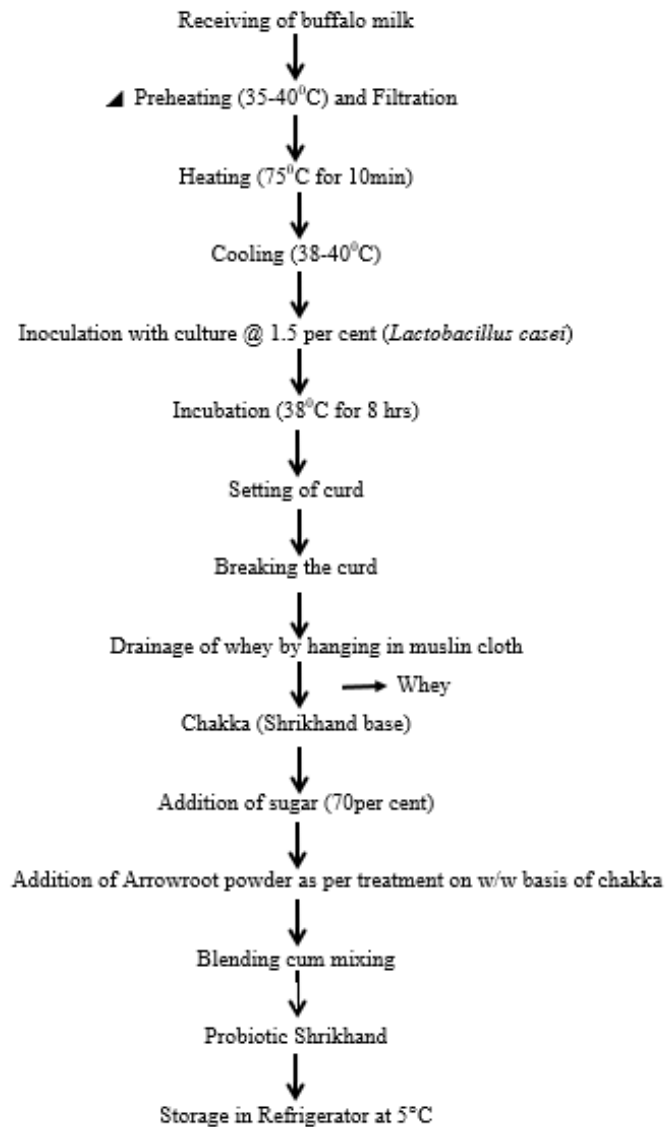 Receiving of buffalo milk
Preheating (35-40⁰C) and Filtration
Heating (75⁰C for 10min)
Cooling (38-40⁰C)
Inoculation with culture @ 1.5 per cent (Lactobacillus casei)
Incubation (38⁰C for 8 hrs)
Setting of curd
Breaking the curd
Drainage of whey by hanging in muslin cloth
Whey
Chakka (Shrikhand base)
Addition of sugar (70per cent)
Addition of Arrowroot powder as per treatment on w/w basis of chakka
Blending cum mixing
Probiotic Shrikhand
Storage in Refrigerator at 5°C